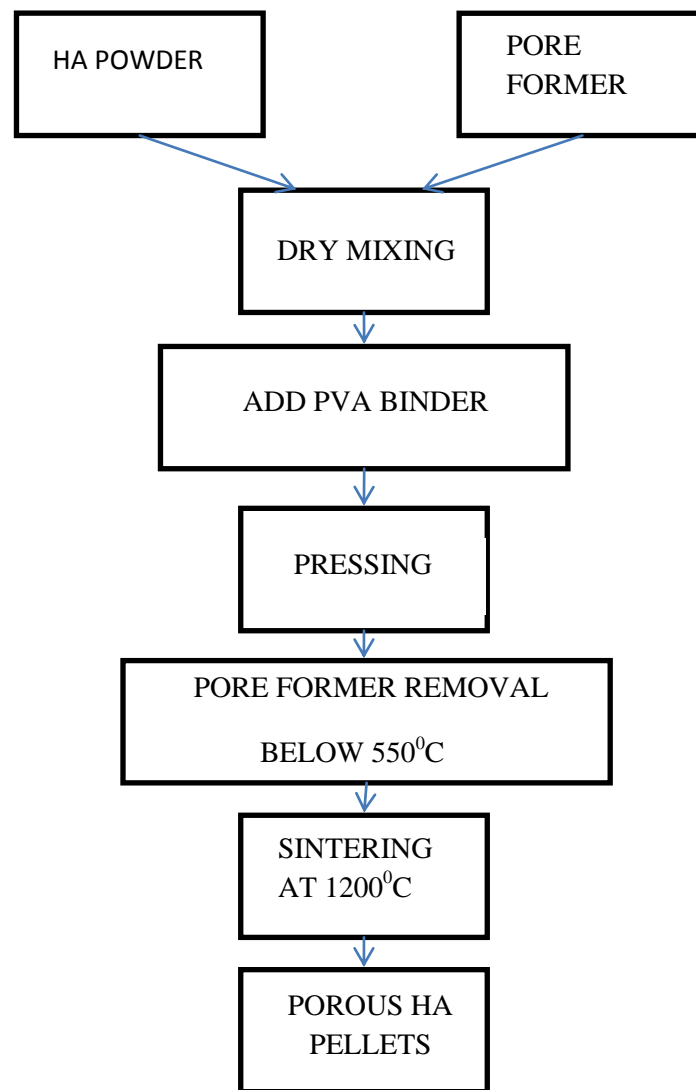 HA POWDER
PORE
FORMER
DRY MIXING
ADD PVA BINDER
PRESSING
PORE FORMER REMOVAL
BELOW 550⁰C
SINTERING
AT 1200⁰C
POROUS HA
PELLETS